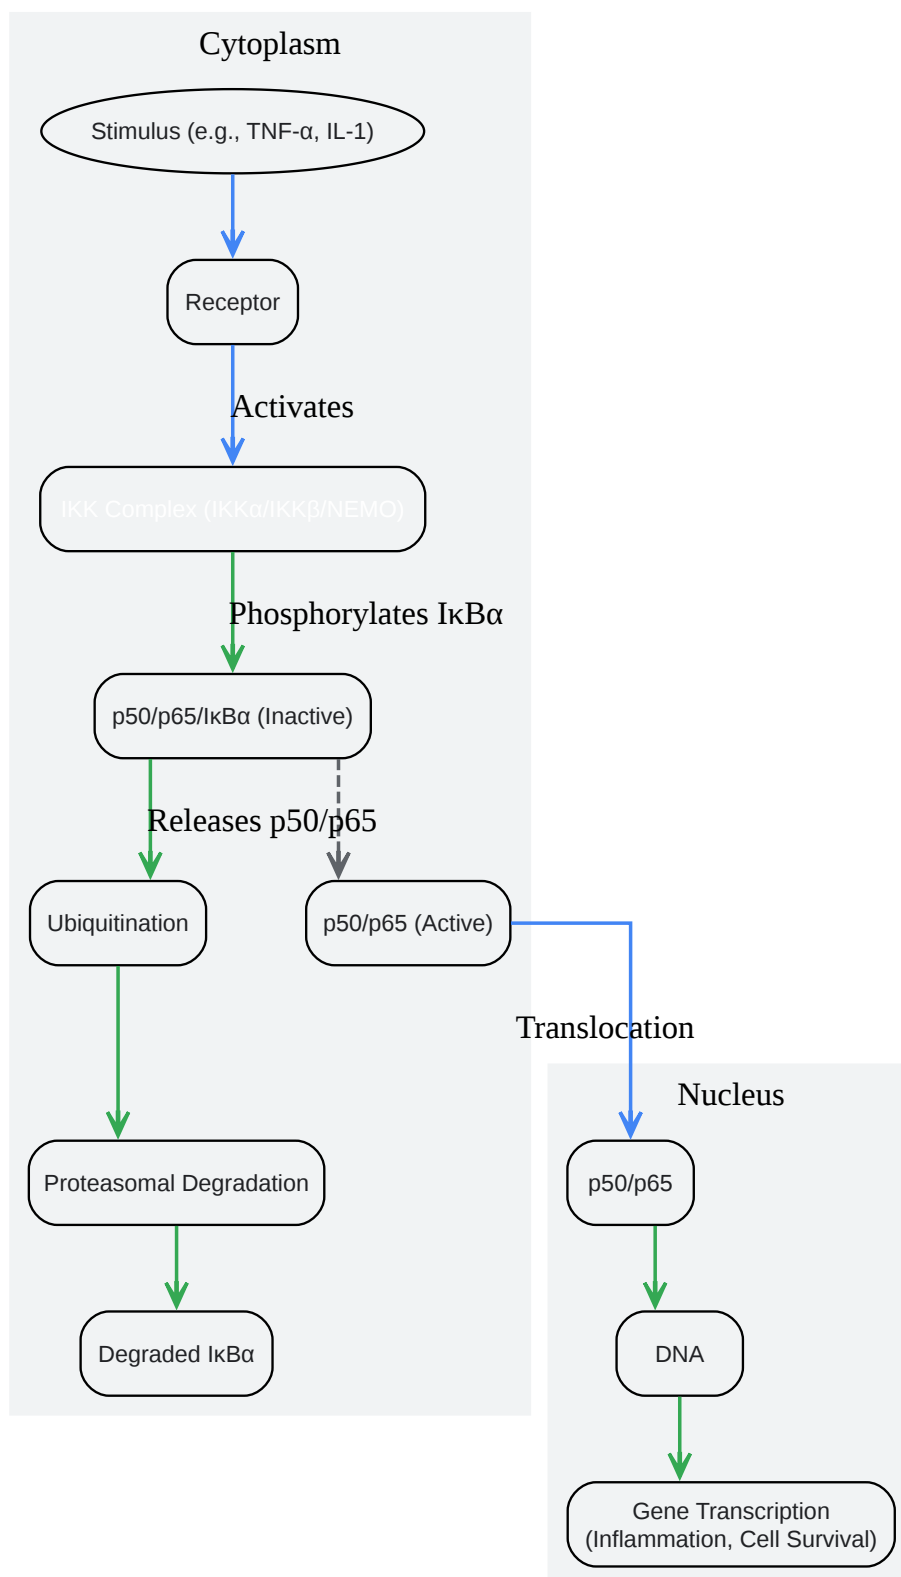 Cytoplasm
Stimulus (e.g., TNF-α, IL-1)
Receptor
Activates
IKK Complex (IKKα/IKKβ/NEMO)
Phosphorylates IκBα
p50/p65/IκBα (Inactive)
Releases p50/p65
Ubiquitination
p50/p65 (Active)
Translocation
Nucleus
Proteasomal Degradation
p50/p65
Degraded IκBα
DNA
Gene Transcription
(Inflammation, Cell Survival)